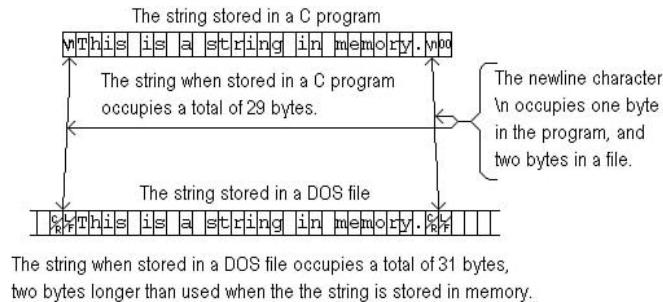 The string stored in a C program
\nThis is a string in memory.\n00
The string when stored in a C program
occupies a total of 29 bytes.
The newline character
\n occupies one byte
in the program, and
two bytes in a file.
The string stored in a DOS file
CR LF This is a string in memory. CR LF
The string when stored in a DOS file occupies a total of 31 bytes,
two bytes longer than used when the the string is stored in memory.